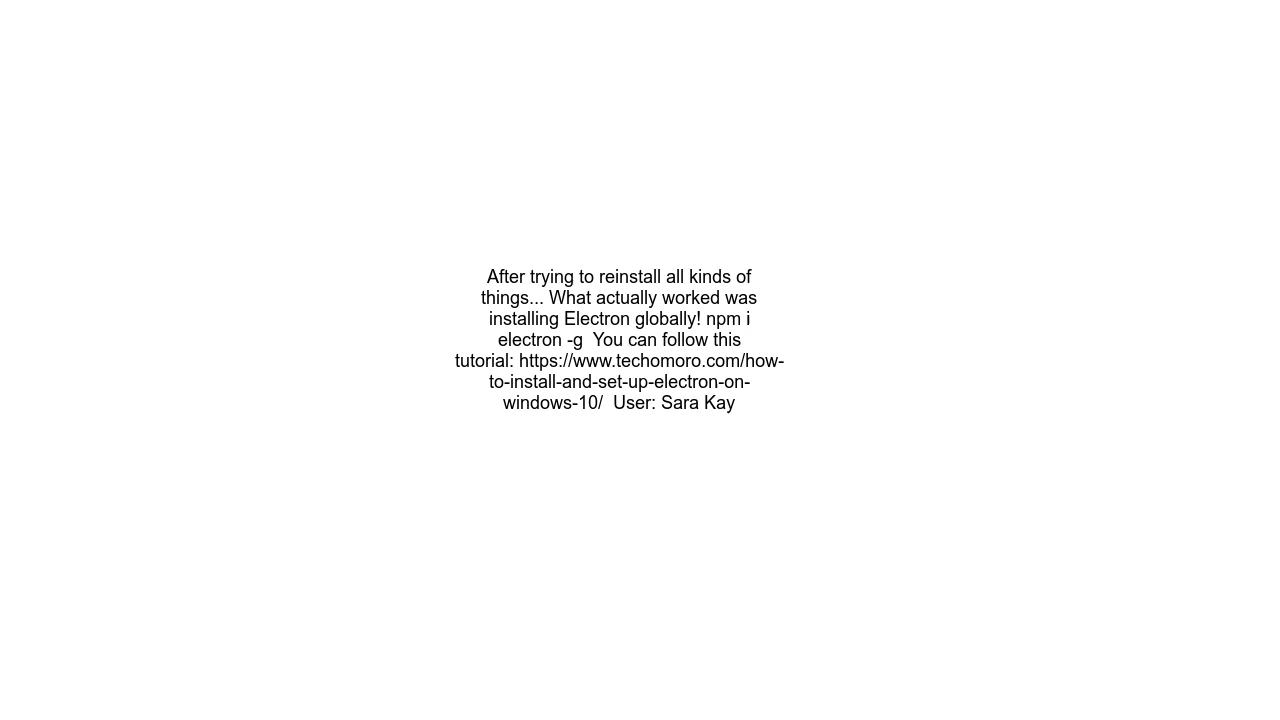 After trying to reinstall all kinds of
things... What actually worked was
installing Electron globally! npm i
electron -g  You can follow this
tutorial: https://www.techomoro.com/how-
to-install-and-set-up-electron-on-
windows-10/  User: Sara Kay